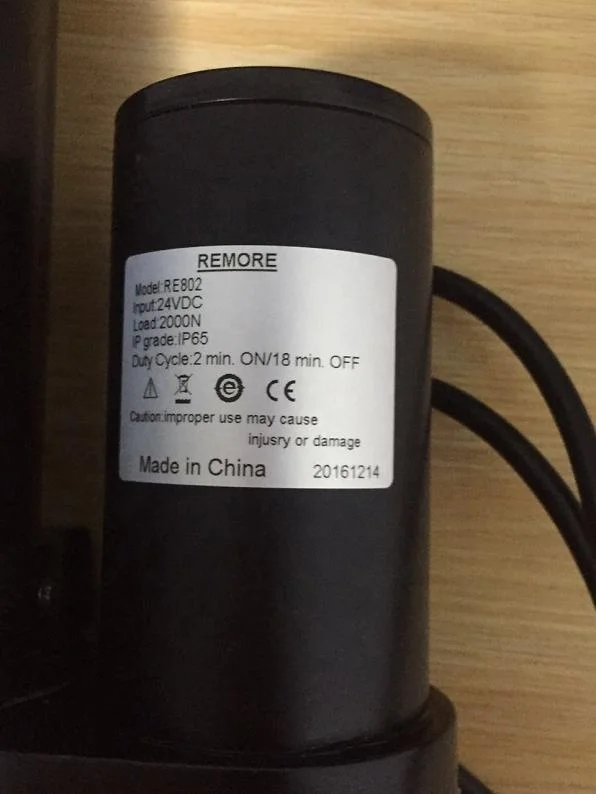 REMORE
Model:RE802
Input:24VDC
Load:2000N
IP grade:IP65
Duty Cycle:2 min. ON/18 min. OFF
e CE
Caution:improper use may cause
injusry or damage
Made in China 20161214